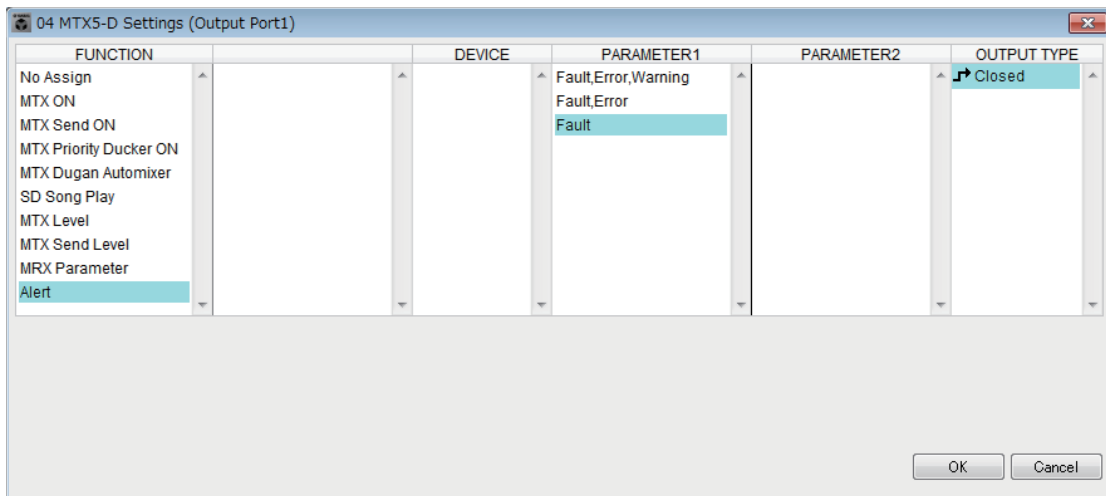 04 MTX5-D Settings (Output Port1)
FUNCTION DEVICE PARAMETER1 PARAMETER2 OUTPUT TYPE
No Assign Fault,Error,Warning Closed
MTX ON Fault,Error
MTX Send ON Fault
MTX Priority Ducker ON
MTX Dugan Automixer
SD Song Play
MTX Level
MTX Send Level
MRX Parameter
Alert
OK Cancel